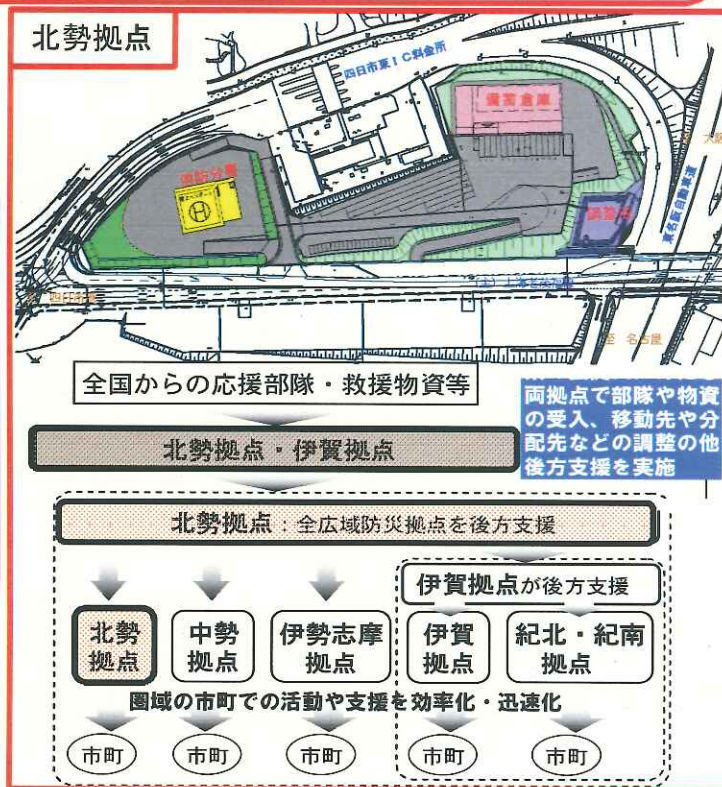 北勢拠点
四日市東IC料金所
備蓄倉庫
調整池
東名阪自動車道
至 名古屋
全国からの応援部隊・救援物資等
両拠点で部隊や物資
の受入、移動先や分
配先などの調整の他
後方支援を実施
北勢拠点・伊賀拠点
北勢拠点：全広域防災拠点を後方支援
伊賀拠点が後方支援
北勢
拠点
中勢
拠点
伊勢志摩
拠点
伊賀
拠点
紀北・紀南
拠点
圏域の市町での活動や支援を効率化・迅速化
市町
市町
市町
市町
市町